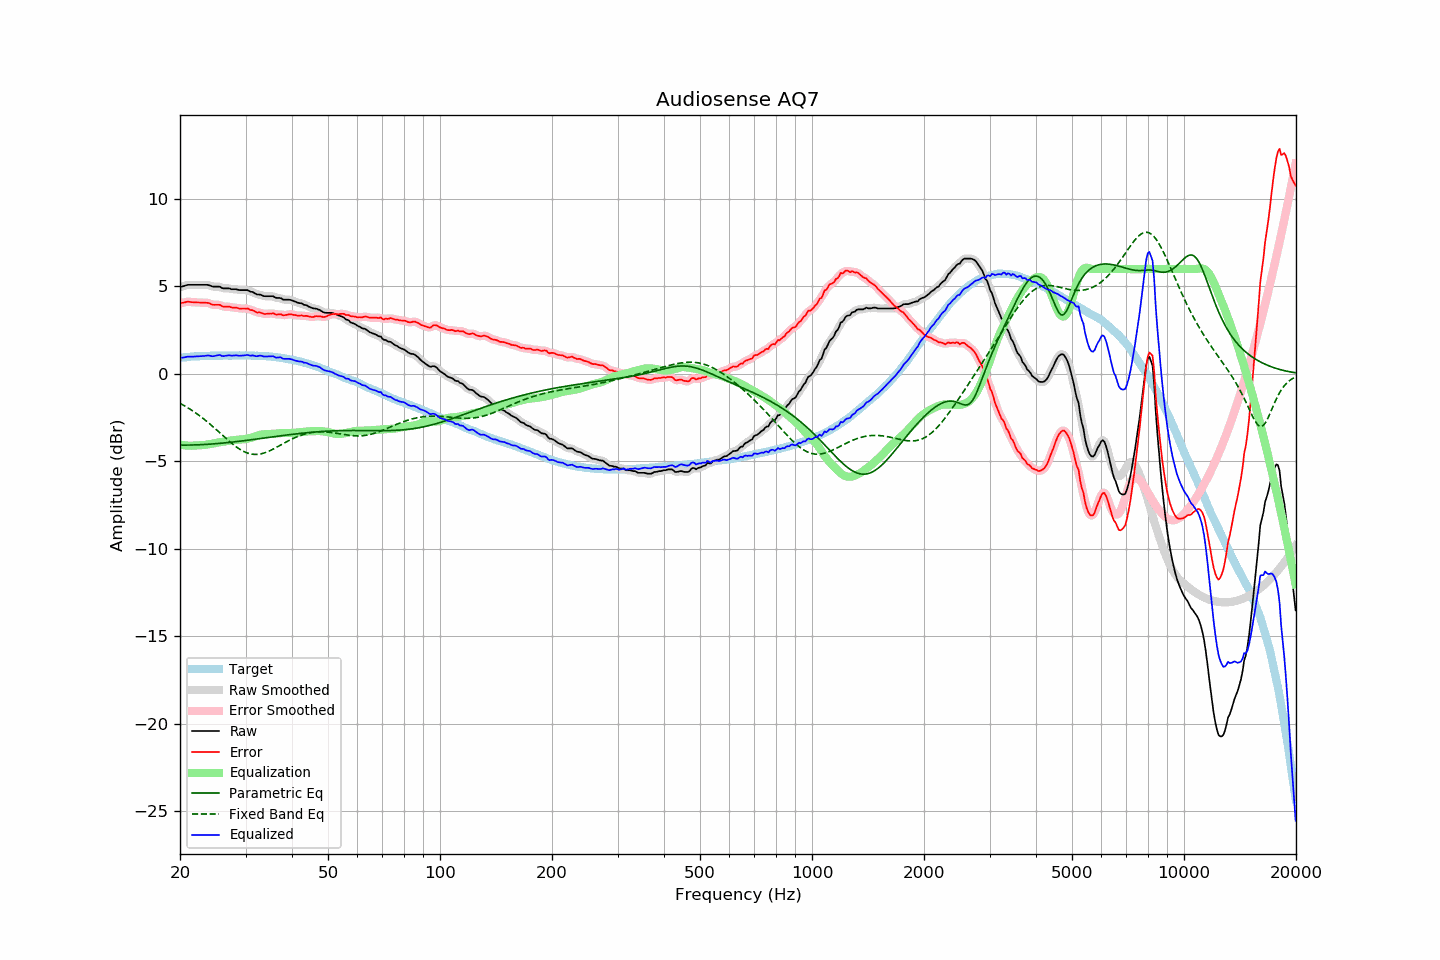 Audiosense AQ7
Amplitude (dBr)
10
5
0
−5
−10
−15
−20
−25
Target
Raw Smoothed
Error Smoothed
Raw
Error
Equalization
Parametric Eq
Fixed Band Eq
Equalized
20 50 100 200 500 1000 2000 5000 10000 20000
Frequency (Hz)